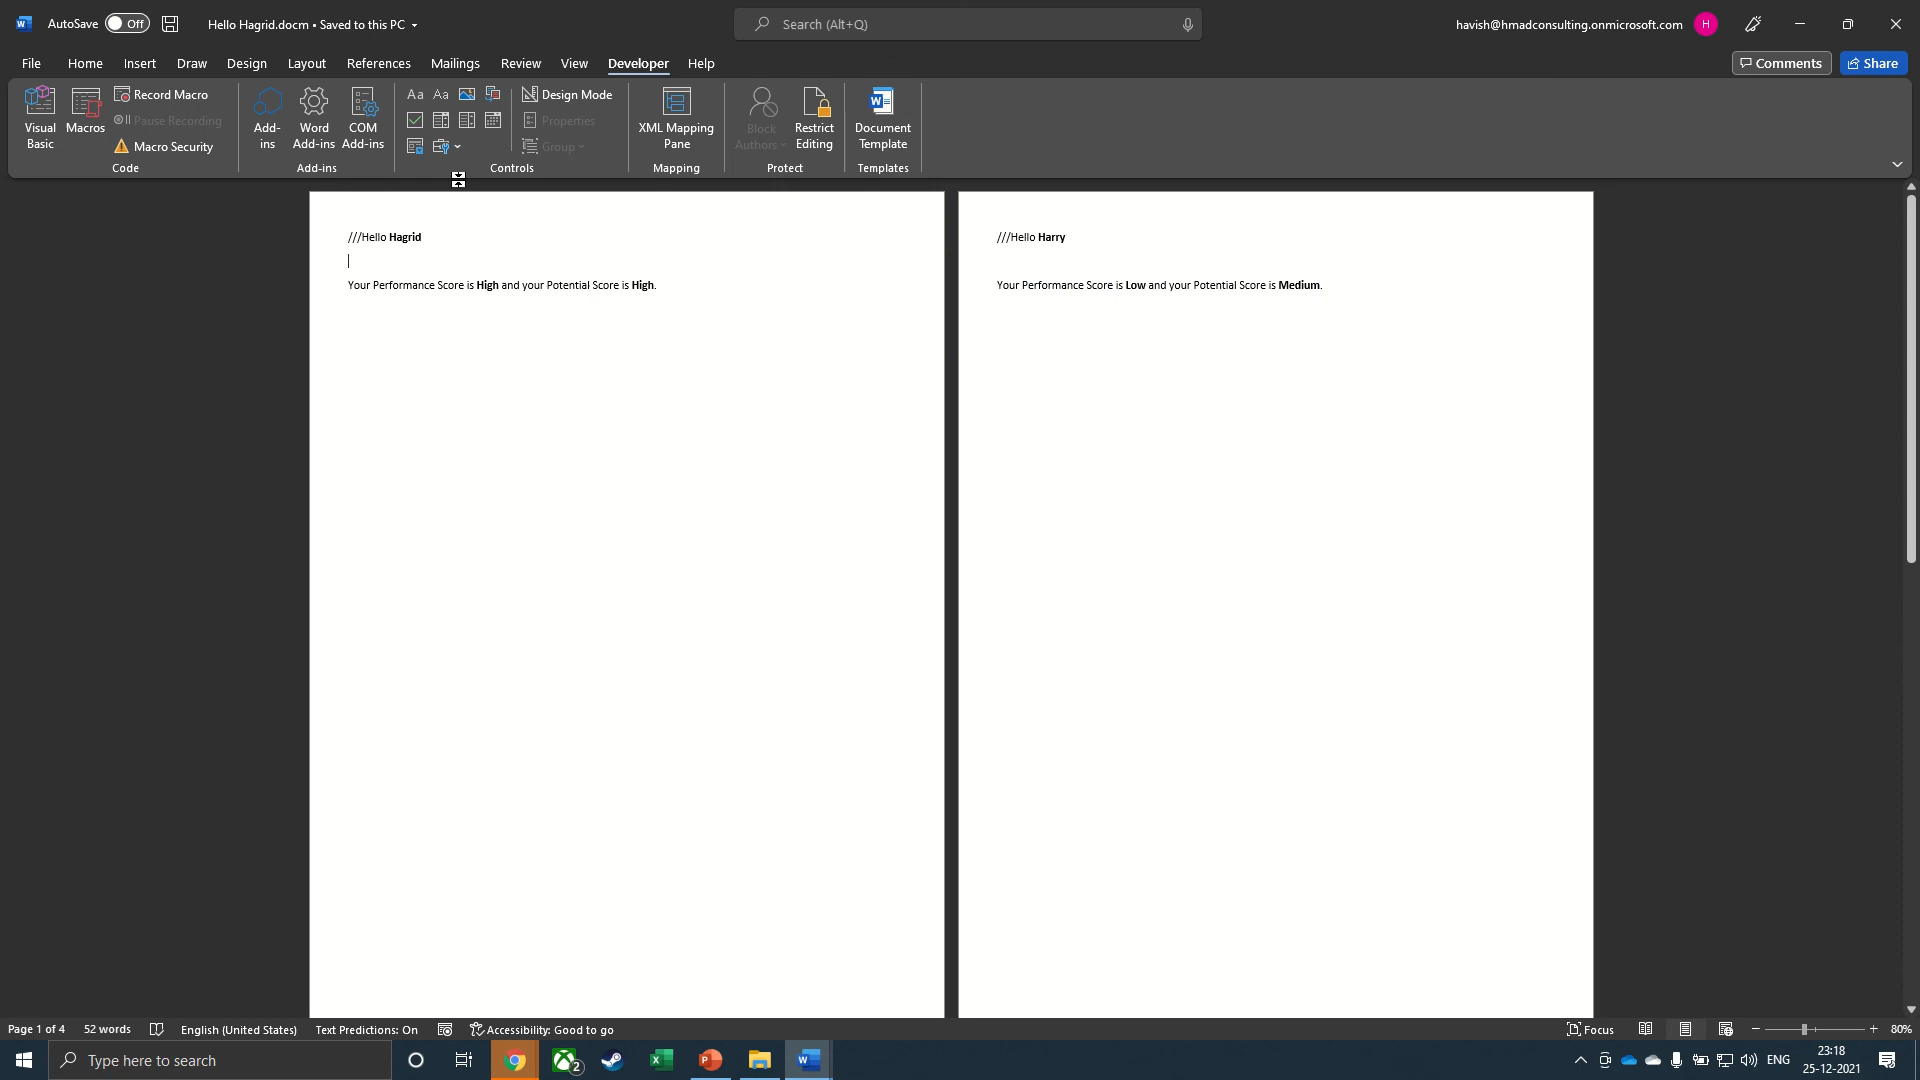 AutoSave Off Hello Hagrid.docm • Saved to this PC Search (Alt+Q) havish@hmadconsulting.onmicrosoft.com H
File Home Insert Draw Design Layout References Mailings Review View Developer Help Comments Share
Visual Basic
Macros
Record Macro
Pause Recording
Macro Security
Code
Add-ins
Word Add-ins
COM Add-ins
Add-ins
Aa Aa
Design Mode
Properties
Group
Controls
XML Mapping Pane
Mapping
Block Authors
Restrict Editing
Protect
Document Template
Templates
///Hello Hagrid
Your Performance Score is High and your Potential Score is High.
///Hello Harry
Your Performance Score is Low and your Potential Score is Medium.
Page 1 of 4 52 words English (United States) Text Predictions: On Accessibility: Good to go Focus 80%
Type here to search 2 ENG 23:18
25-12-2021